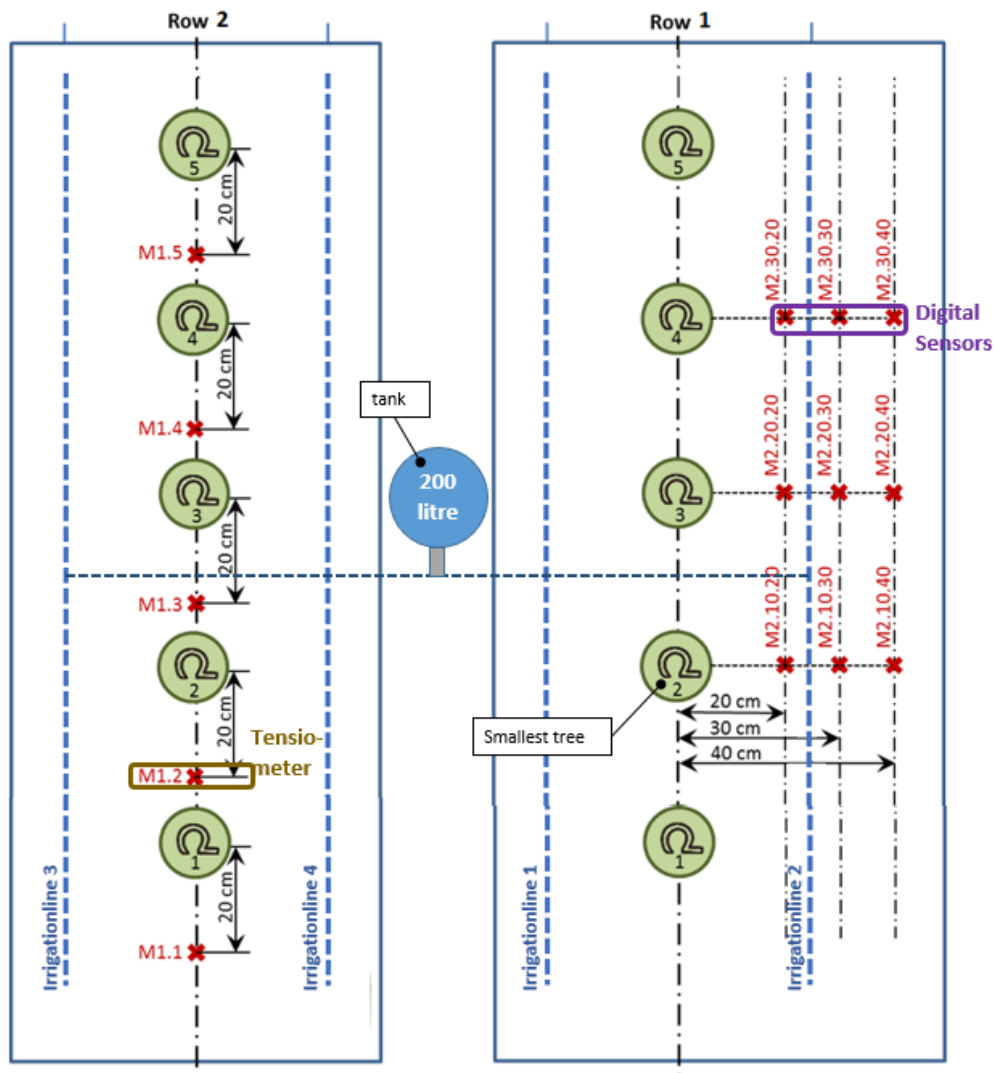 Row 2
5
20 cm
M1.5
4
20 cm
M1.4
3
20 cm
M1.3
2
20 cm
Tensio-
meter
M1.2
1
20 cm
M1.1
Irrigationline 3
Irrigationline 4
tank
200
litre
Row 1
5
M2.30.20
M2.30.30
M2.30.40
4
Digital
Sensors
M2.20.20
M2.20.30
M2.20.40
3
M2.10.20
M2.10.30
M2.10.40
2
Smallest tree
20 cm
30 cm
40 cm
1
Irrigationline 1
Irrigationline 2